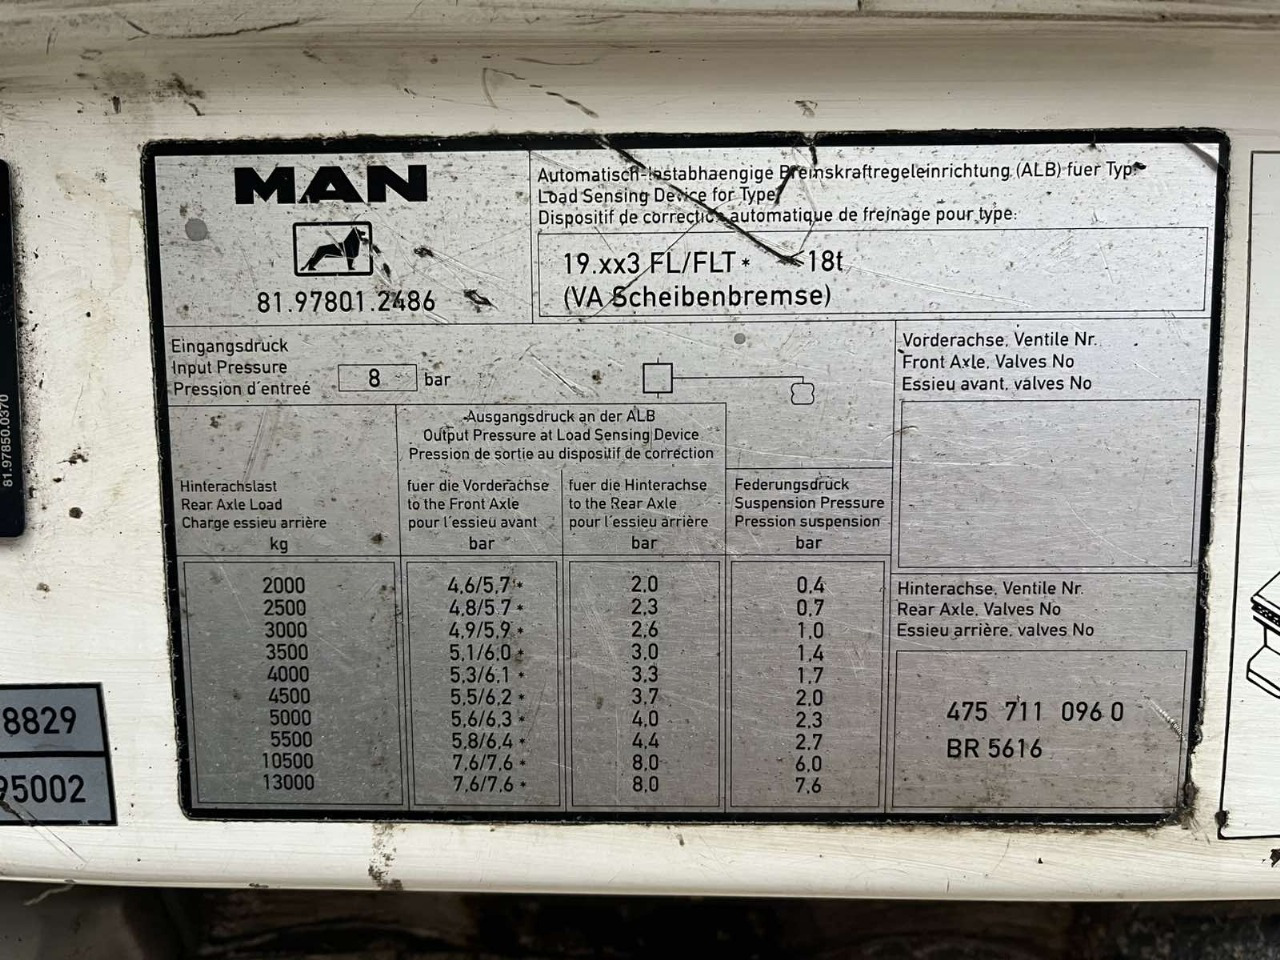 MAN
81.97801.2486
Automatisch-lastabhaengige Bremskraftregeleinrichtung (ALB) fuer Typ:
Load Sensing Device for Type:
Dispositif de correction automatique de freinage pour type:
19.xx3 FL/FLT * 18t
(VA Scheibenbremse)
Eingangsdruck
Input Pressure
Pression d´entreé
8 bar
Vorderachse, Ventile Nr.
Front Axle, Valves No
Essieu avant, valves No
Ausgangsdruck an der ALB
Output Pressure at Load Sensing Device
Pression de sortie au dispositif de correction
Hinterachslast
Rear Axle Load
Charge essieu arrière
kg
fuer die Vorderachse
to the Front Axle
pour l´essieu avant
bar
fuer die Hinterachse
to the Rear Axle
pour l´essieu arrière
bar
Federungsdruck
Suspension Pressure
Pression suspension
bar
2000 4,6/5,7 * 2,0 0,4
2500 4,8/5,7 * 2,3 0,7
3000 4,9/5,9 * 2,6 1,0
3500 5,1/6,0 * 3,0 1,4
4000 5,3/6,1 * 3,3 1,7
4500 5,5/6,2 * 3,7 2,0
5000 5,6/6,3 * 4,0 2,3
5500 5,8/6,4 * 4,4 2,7
10500 7,6/7,6 * 8,0 6,0
13000 7,6/7,6 * 8,0 7,6
Hinterachse, Ventile Nr.
Rear Axle, Valves No
Essieu arrière, valves No
475 711 096 0
BR 5616
81.97850.0370
8829
95002